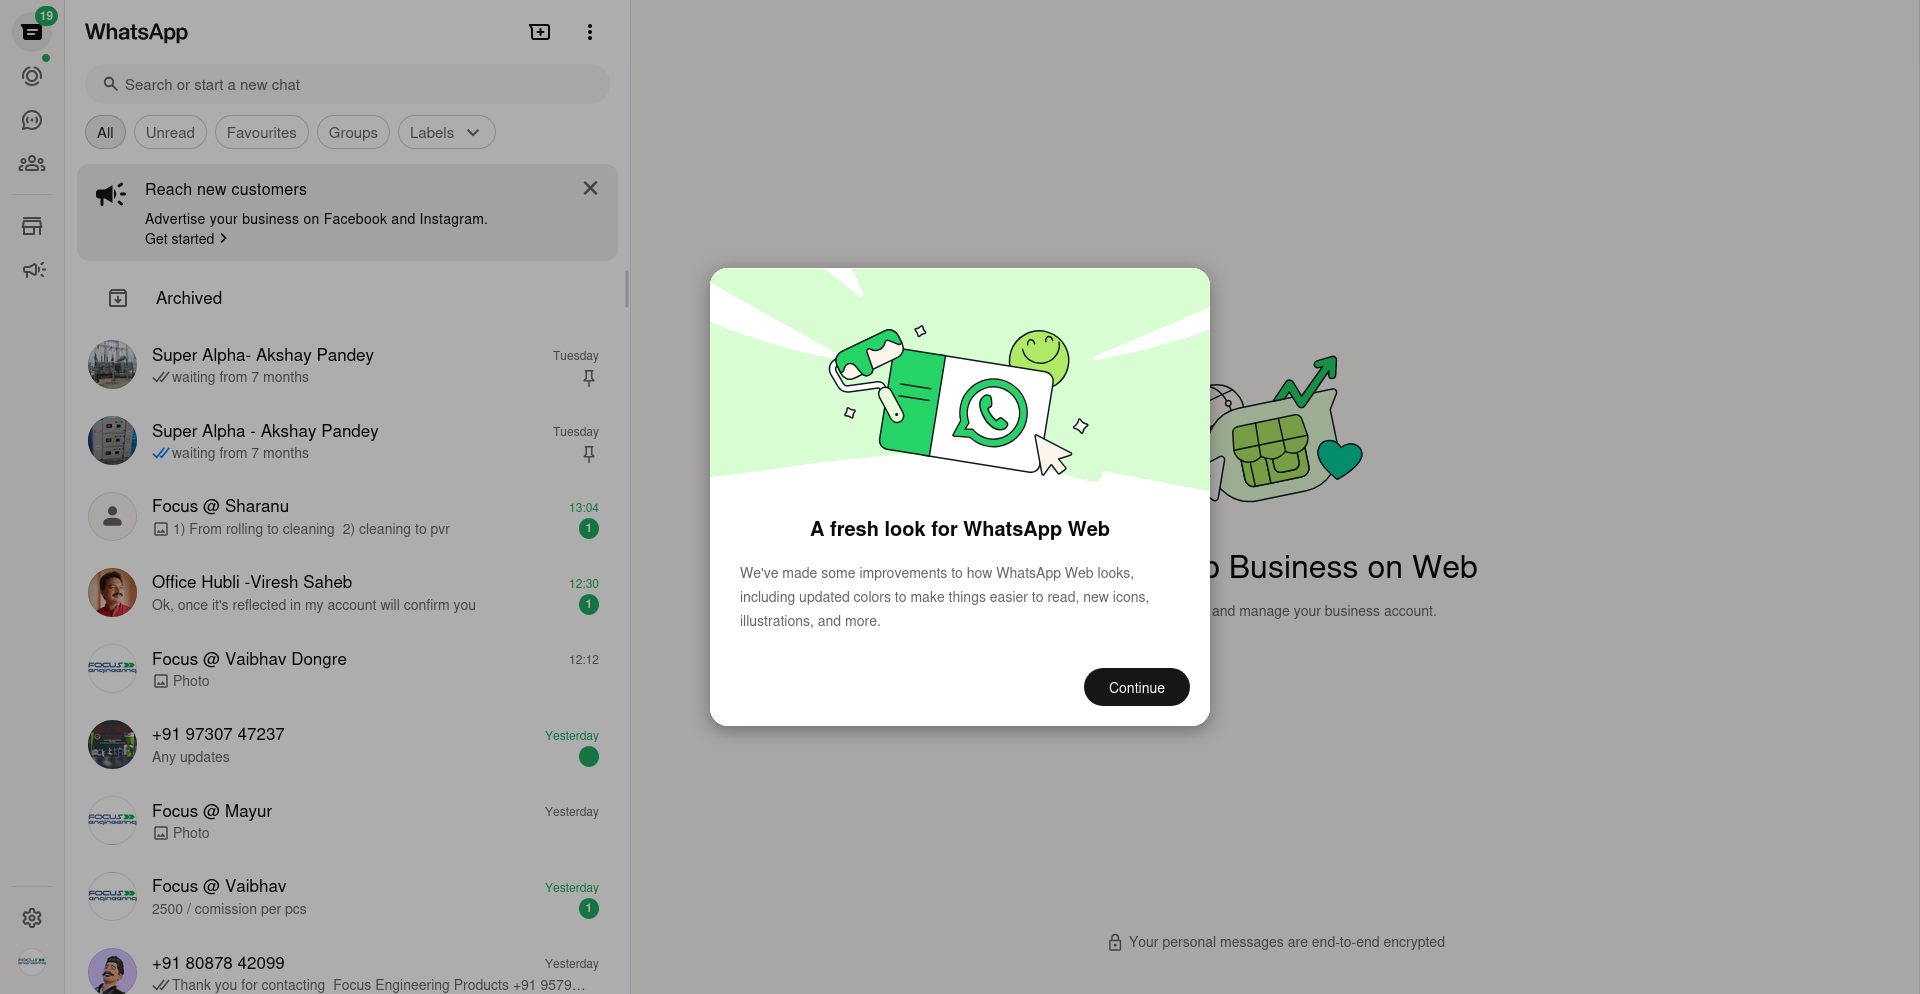 19
WhatsApp
Search or start a new chat
All
Unread
Favourites
Groups
Labels
Reach new customers
Advertise your business on Facebook and Instagram.
Get started
Archived
Super Alpha- Akshay Pandey
Tuesday
waiting from 7 months
Super Alpha - Akshay Pandey
Tuesday
waiting from 7 months
Focus @ Sharanu
13:04
1) From rolling to cleaning 2) cleaning to pvr
1
Office Hubli -Viresh Saheb
12:30
Ok, once it's reflected in my account will confirm you
1
Focus @ Vaibhav Dongre
12:12
Photo
+91 97307 47237
Yesterday
Any updates
Focus @ Mayur
Yesterday
Photo
Focus @ Vaibhav
Yesterday
2500 / comission per pcs
1
+91 80878 42099
Yesterday
Thank you for contacting Focus Engineering Products +91 9579...
A fresh look for WhatsApp Web
We've made some improvements to how WhatsApp Web looks,
including updated colors to make things easier to read, new icons,
illustrations, and more.
Continue
Business on Web
and manage your business account.
Your personal messages are end-to-end encrypted